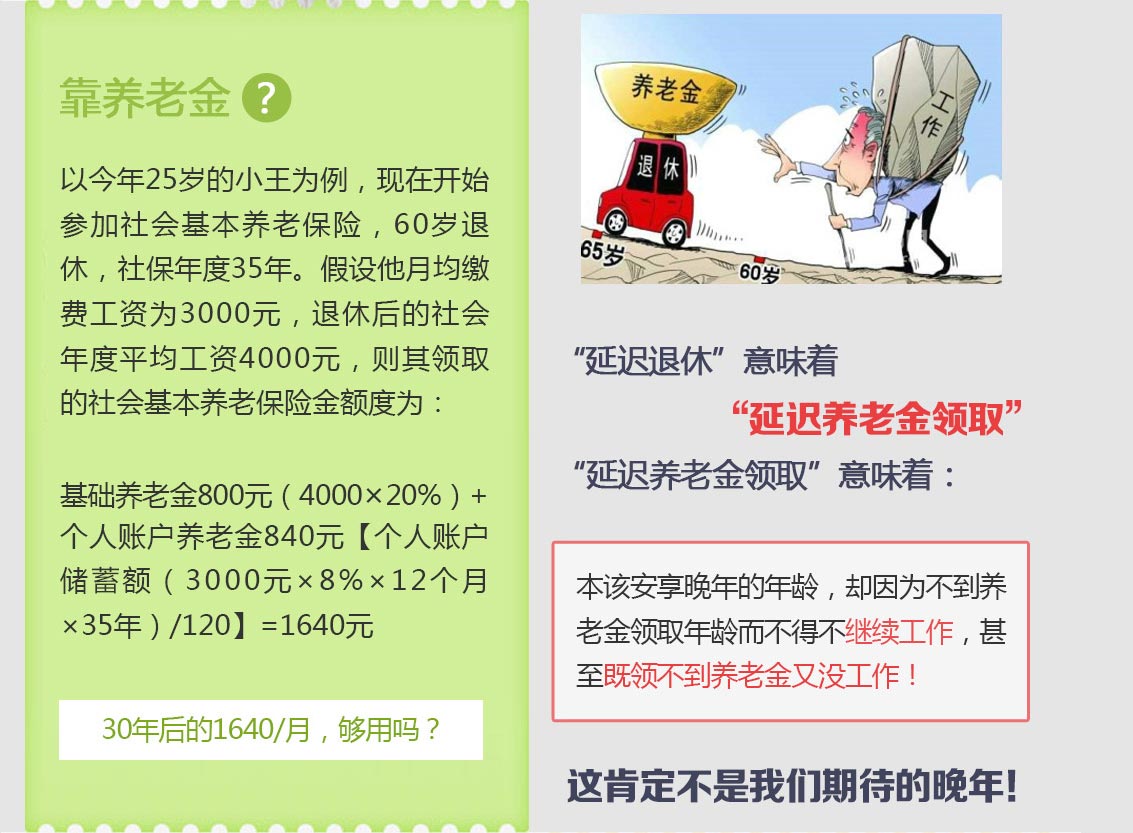 靠养老金?
以今年25岁的小王为例，现在开始
参加社会基本养老保险，60岁退
休，社保年度35年。假设他月均缴
费工资为3000元，退休后的社会
年度平均工资4000元，则其领取
的社会基本养老保险金额度为：
基础养老金800元（4000×20%）+
个人账户养老金840元【个人账户
储蓄额（3000元×8%×12个月
×35年）/120】=1640元
30年后的1640/月，够用吗？
养老金
退休
工作
65岁
60岁
“延迟退休”意味着
“延迟养老金领取”
“延迟养老金领取”意味着：
本该安享晚年的年龄，却因为不到养
老金领取年龄而不得不继续工作，甚
至既领不到养老金又没工作！
这肯定不是我们期待的晚年!